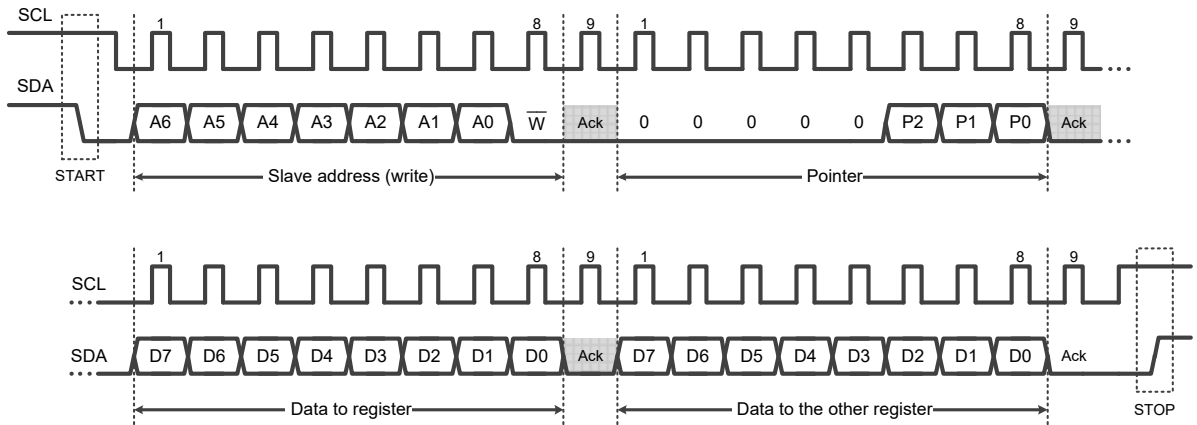 SCL
1 8 9 1 8 9
SDA
A6 A5 A4 A3 A2 A1 A0 W̅ Ack 0 0 0 0 0 P2 P1 P0 Ack
START
Slave address (write)
Pointer
1 8 9 1 8 9
SCL
SDA
D7 D6 D5 D4 D3 D2 D1 D0 Ack D7 D6 D5 D4 D3 D2 D1 D0 Ack
Data to register
Data to the other register
STOP